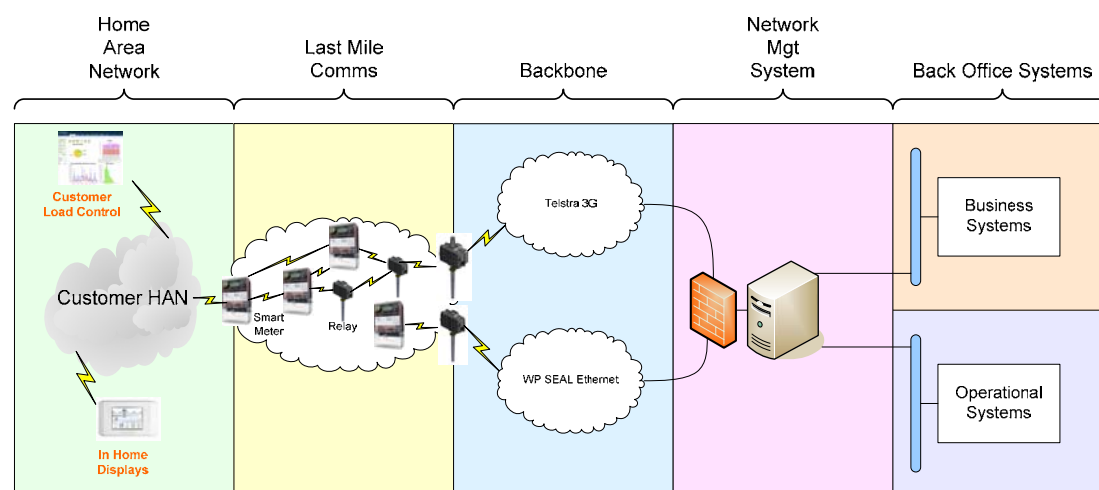 Home
Area
Network
Last Mile
Comms
Backbone
Network
Mgt
System
Back Office Systems
Customer
Load Control
Customer HAN
In Home
Displays
Smart
Meter
Relay
Telstra 3G
WP SEAL Ethernet
Business
Systems
Operational
Systems